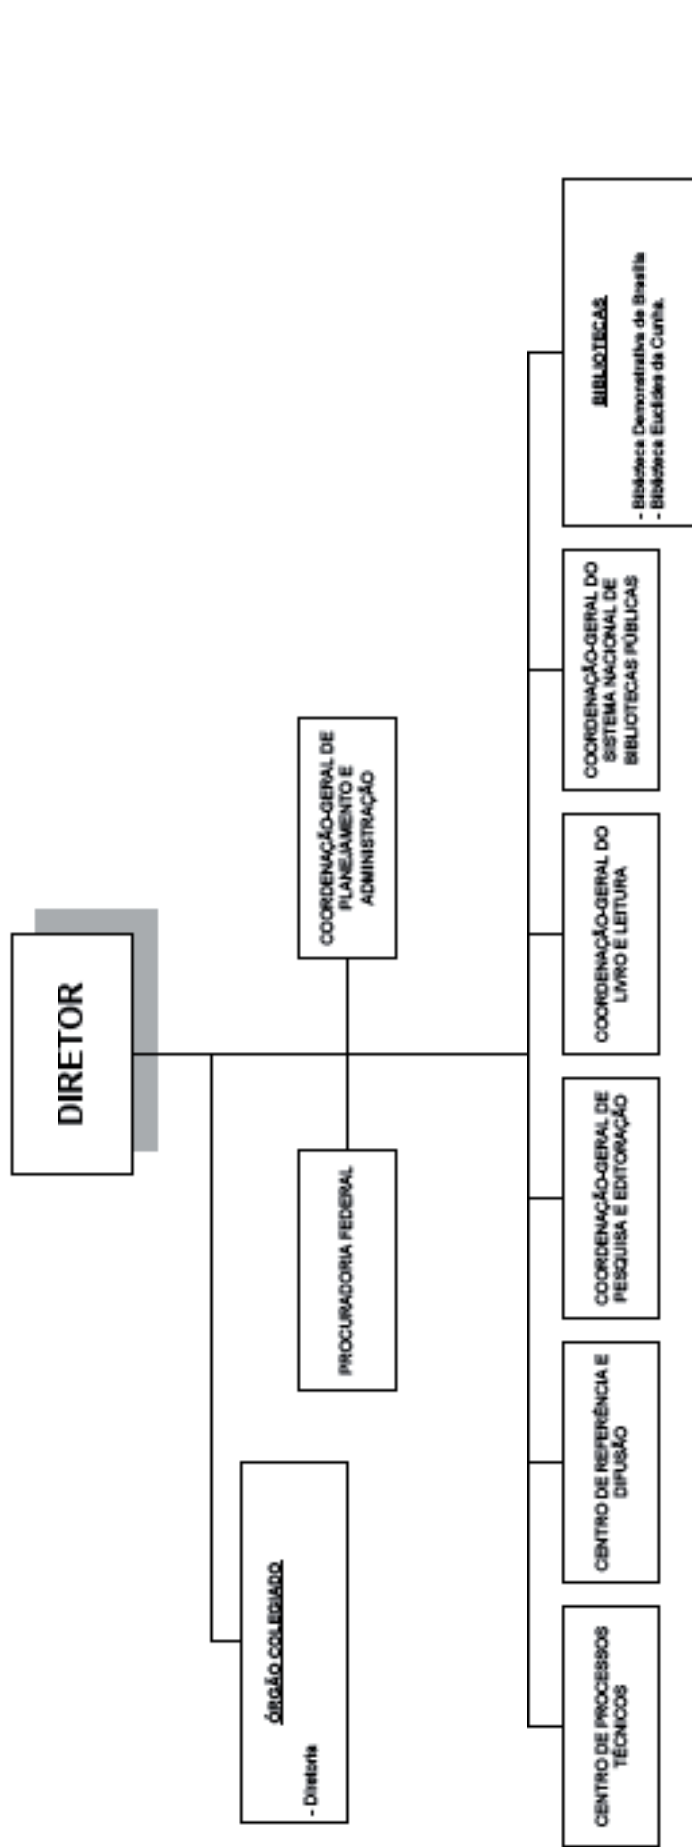 DIRETOR
ÓRGÃO COLEGIADO
- Diretoria
PROCURADORIA FEDERAL
COORDENAÇÃO-GERAL DE
PLANEJAMENTO E
ADMINISTRAÇÃO
CENTRO DE PROCESSOS
TÉCNICOS
CENTRO DE REFERÊNCIA E
DIFUSÃO
COORDENAÇÃO-GERAL DE
PESQUISA E EDITORAÇÃO
COORDENAÇÃO-GERAL DO
LIVRO E LEITURA
COORDENAÇÃO-GERAL DO
SISTEMA NACIONAL DE
BIBLIOTECAS PÚBLICAS
BIBLIOTECAS
- Biblioteca Demonstrativa de Brasília
- Biblioteca Euclides da Cunha.